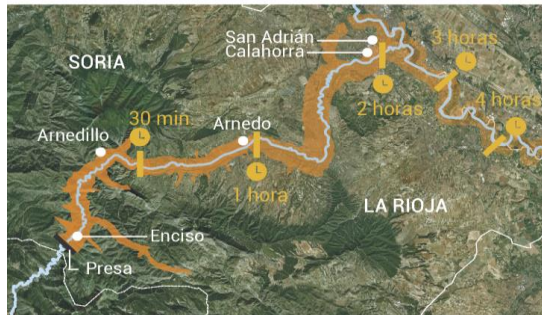 San Adrián
Calahorra
3 horas
SORIA
4 horas
30 min.
Arnedo
2 horas
Arnedillo
1 hora
LA RIOJA
Enciso
Presa